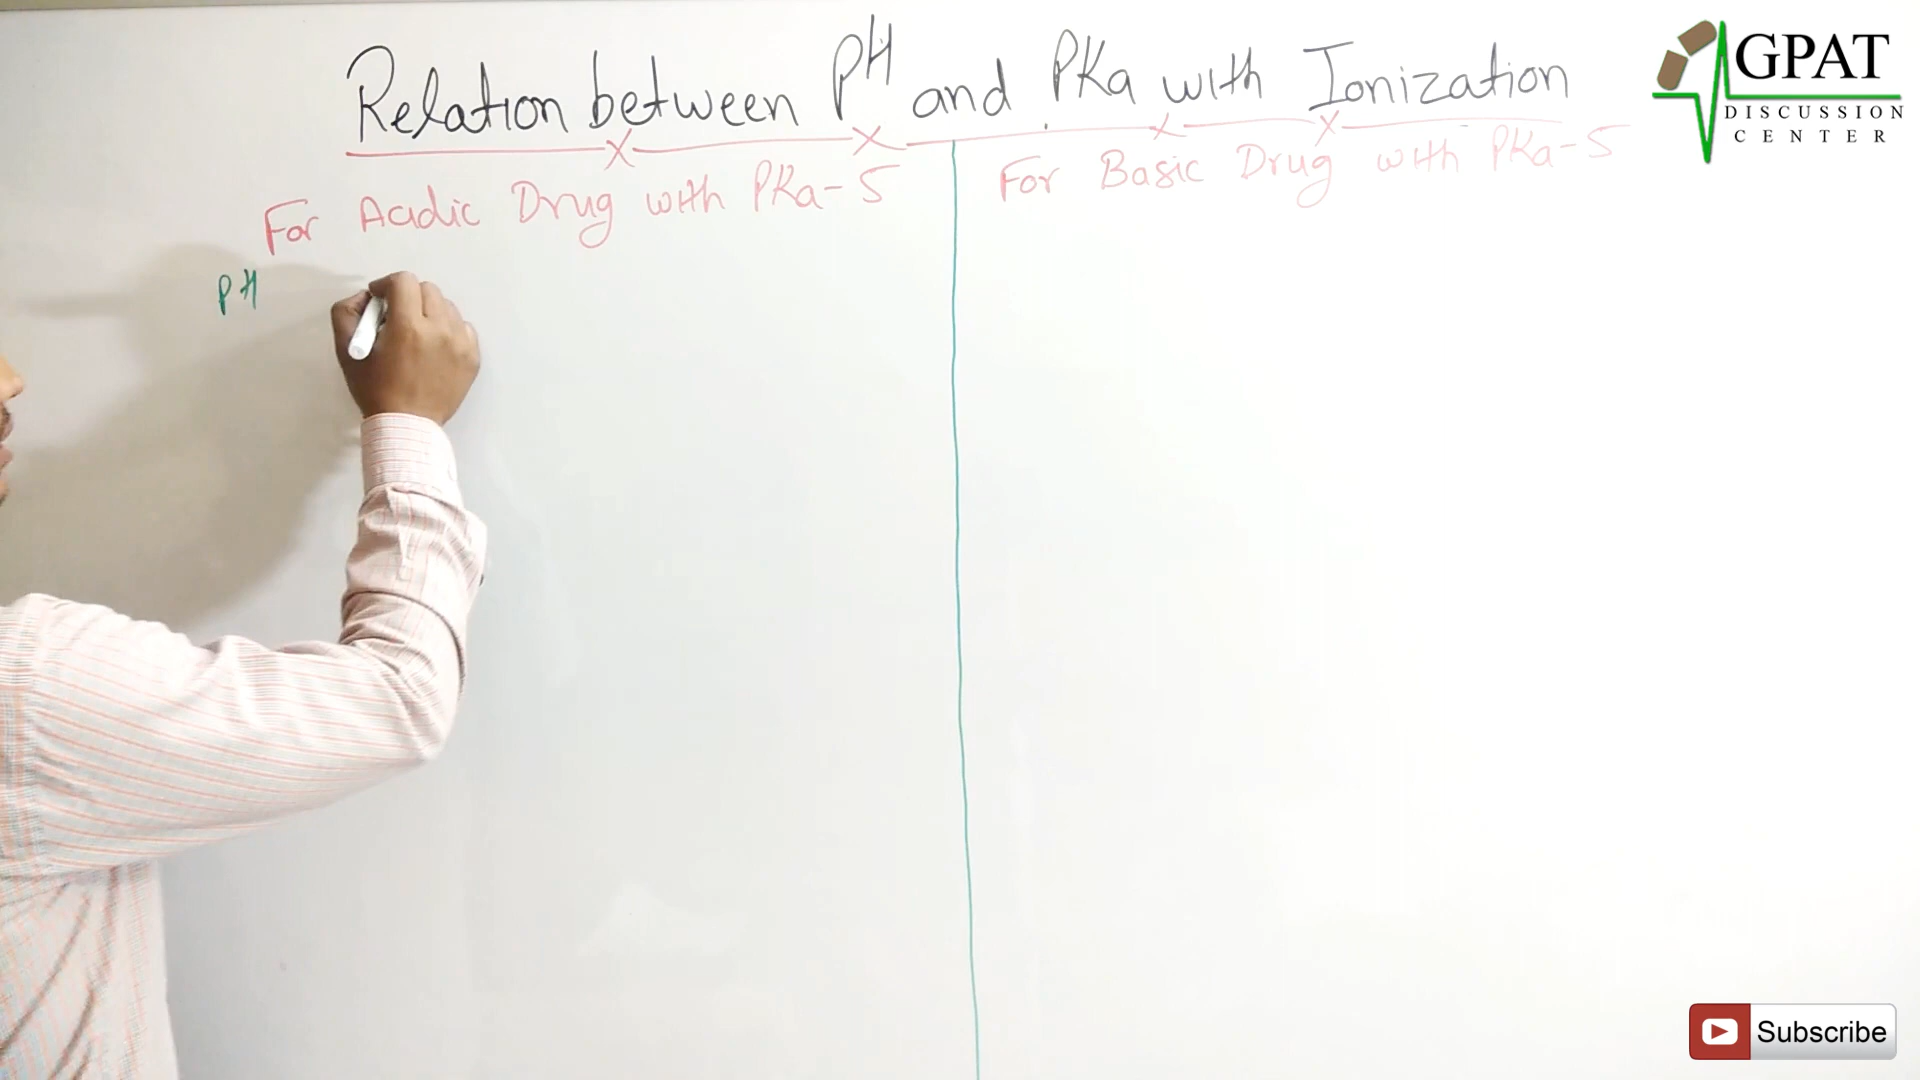 Relation between PH and PKa with Ionization
For Acidic Drug with PKa-5
For Basic Drug with PKa-5
PH
GPAT
DISCUSSION
CENTER
Subscribe